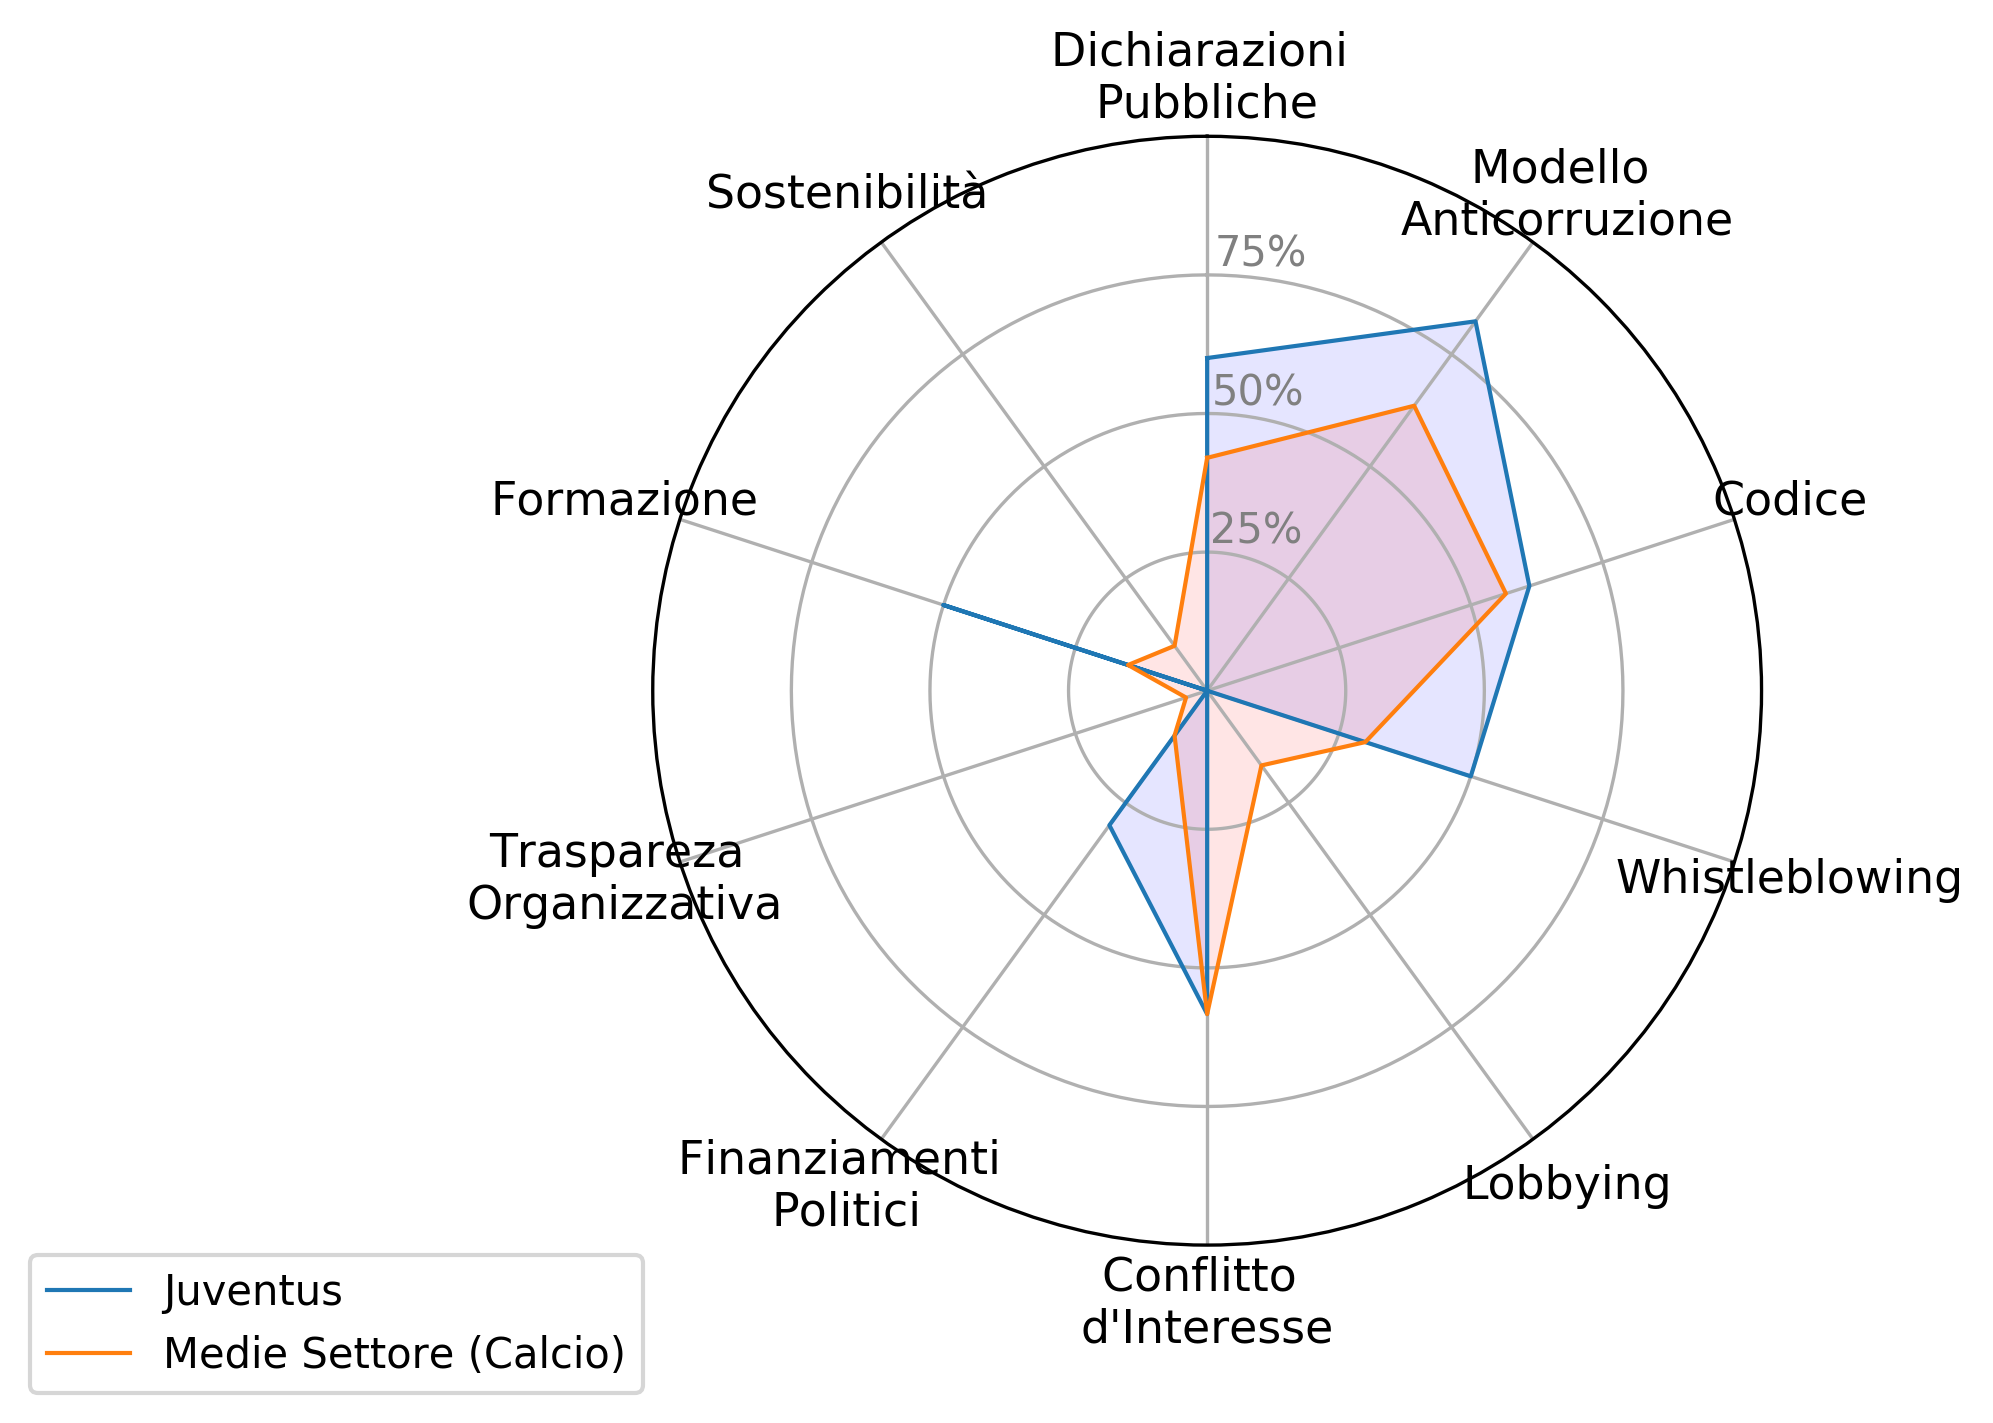 Dichiarazioni
Pubbliche
Modello
Anticorruzione
Sostenibilità
75%
50%
25%
Formazione
Codice
Traspareza
Organizzativa
Whistleblowing
Finanziamenti
Politici
Lobbying
Conflitto
d'Interesse
Juventus
Medie Settore (Calcio)